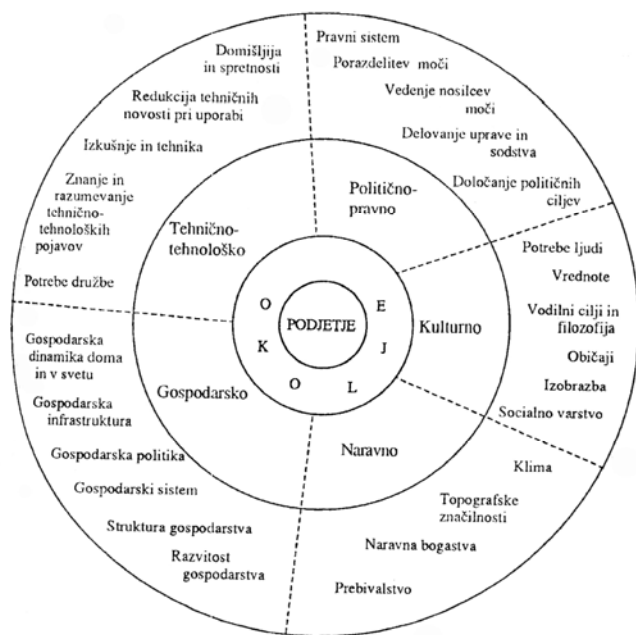 Domišljija
in spretnosti
Redukcija tehničnih
novosti pri uporabi
Izkušnje in tehnika
Znanje in
razumevanje
tehnično-
tehnoloških
pojavov
Potrebe družbe
Pravni sistem
Porazdelitev moči
Vedenje nosilcev
moči
Delovanje uprave in
sodstva
Določanje političnih
ciljev
Tehnično-
tehnološko
Politično-
pravno
Potrebe ljudi
Vrednote
Vodilni cilji in
filozofija
Običaji
Izobrazba
Socialno varstvo
Kulturno
PODJETJE
O
K
O
L
J
E
Gospodarsko
Gospodarska
dinamika doma
in v svetu
Gospodarska
infrastruktura
Gospodarska politika
Gospodarski sistem
Struktura gospodarstva
Razvitost
gospodarstva
Naravno
Klima
Topografske
značilnosti
Naravna bogastva
Prebivalstvo